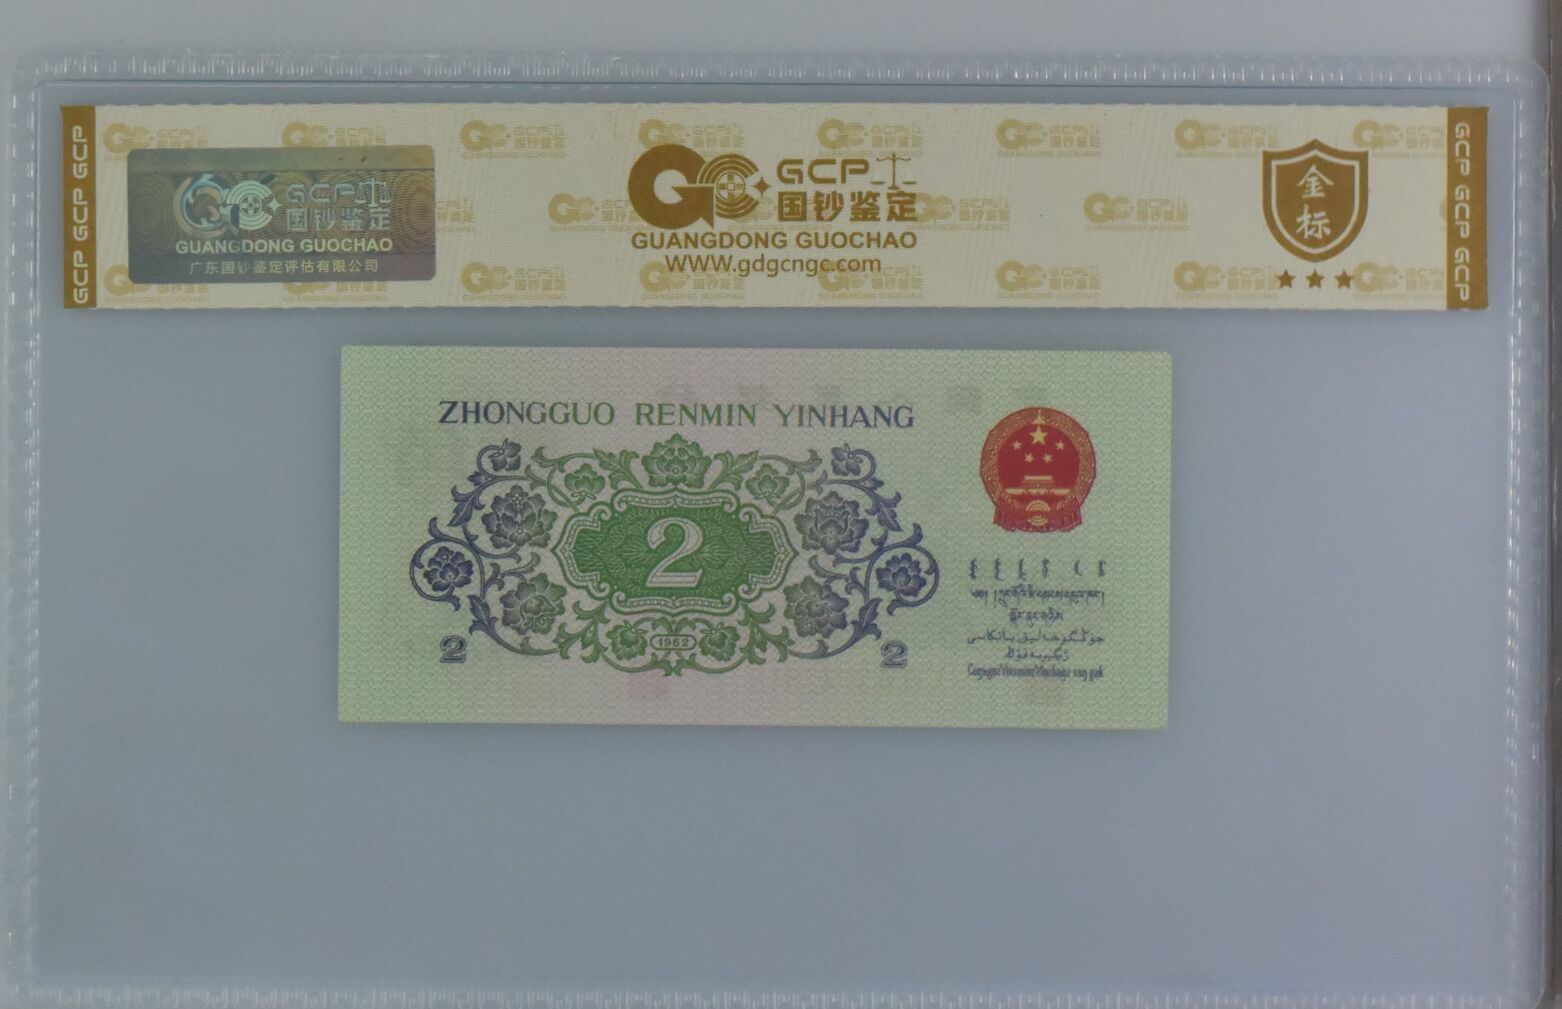 GCP GCP GCP
GCP
国钞鉴定
GUANGDONG GUOCHAO
广东国钞鉴定评估有限公司
GCP
国钞鉴定
GUANGDONG GUOCHAO
WWW.gdgcngc.com
金
标
GCP GCP GCP
ZHONGGUO RENMIN YINHANG
2
1962
2
2